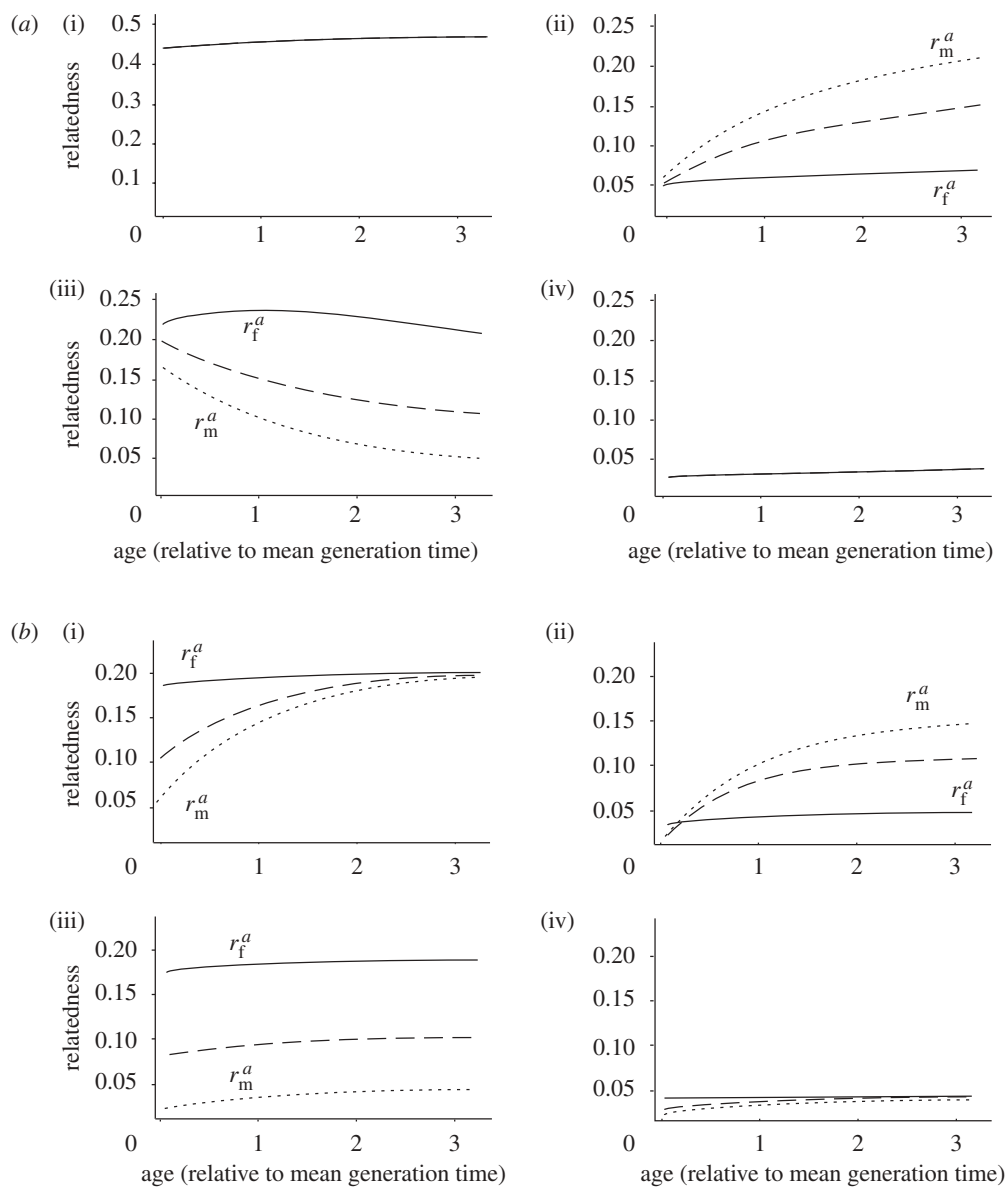 (a) (i)
relatedness
0.5
0.4
0.3
0.2
0.1
0 1 2 3
(ii)
0.25
0.20
0.15
0.10
0.05
r_m^a
r_f^a
0 1 2 3
(iii)
relatedness
0.25
0.20
0.15
0.10
0.05
r_f^a
r_m^a
0 1 2 3
age (relative to mean generation time)
(iv)
0.25
0.20
0.15
0.10
0.05
0 1 2 3
age (relative to mean generation time)
(b) (i)
relatedness
0.20
0.15
0.10
0.05
r_f^a
r_m^a
0 1 2 3
(ii)
0.20
0.15
0.10
0.05
r_m^a
r_f^a
0 1 2 3
(iii)
relatedness
0.20
0.15
0.10
0.05
r_f^a
r_m^a
0 1 2 3
age (relative to mean generation time)
(iv)
0.20
0.15
0.10
0.05
0 1 2 3
age (relative to mean generation time)